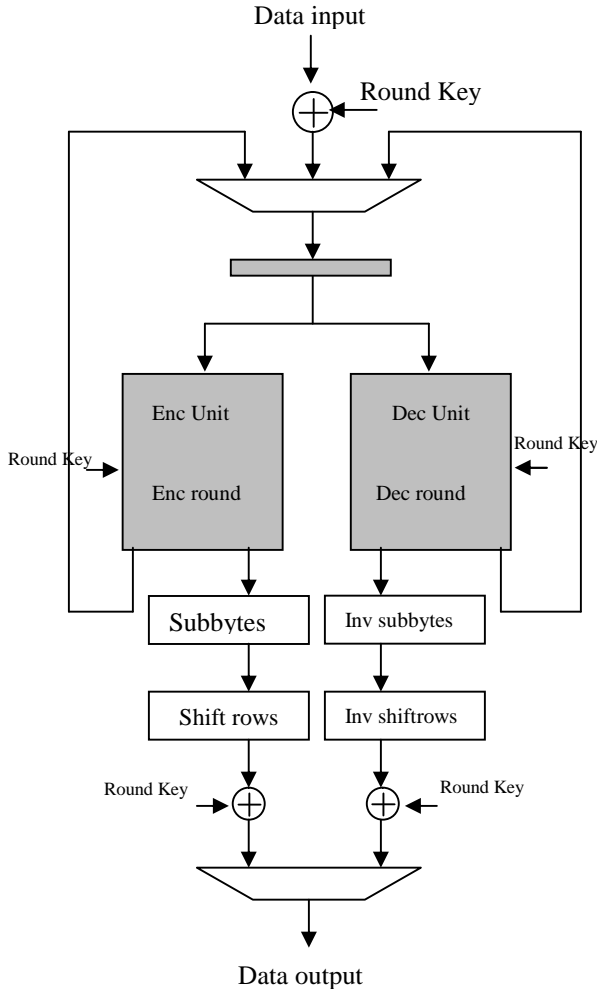 Data input
Round Key
Enc Unit
Dec Unit
Round Key
Round Key
Enc round
Dec round
Subbytes
Inv subbytes
Shift rows
Inv shiftrows
Round Key
Round Key
Data output